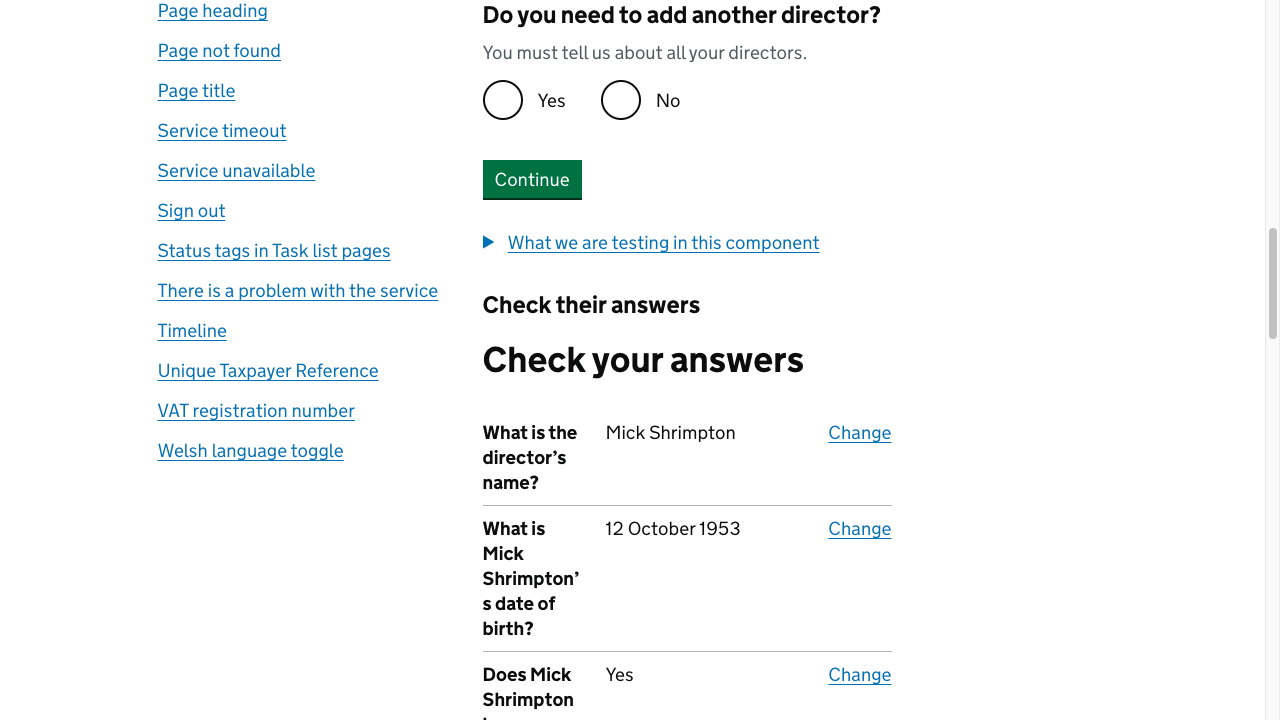 Page heading
Page not found
Page title
Service timeout
Service unavailable
Sign out
Status tags in Task list pages
There is a problem with the service
Timeline
Unique Taxpayer Reference
VAT registration number
Welsh language toggle
Do you need to add another director?
You must tell us about all your directors.
Yes No
Continue
What we are testing in this component
Check their answers
Check your answers
What is the
director’s
name?
Mick Shrimpton
Change
What is
Mick
Shrimpton’
s date of
birth?
12 October 1953
Change
Does Mick
Shrimpton
Yes
Change